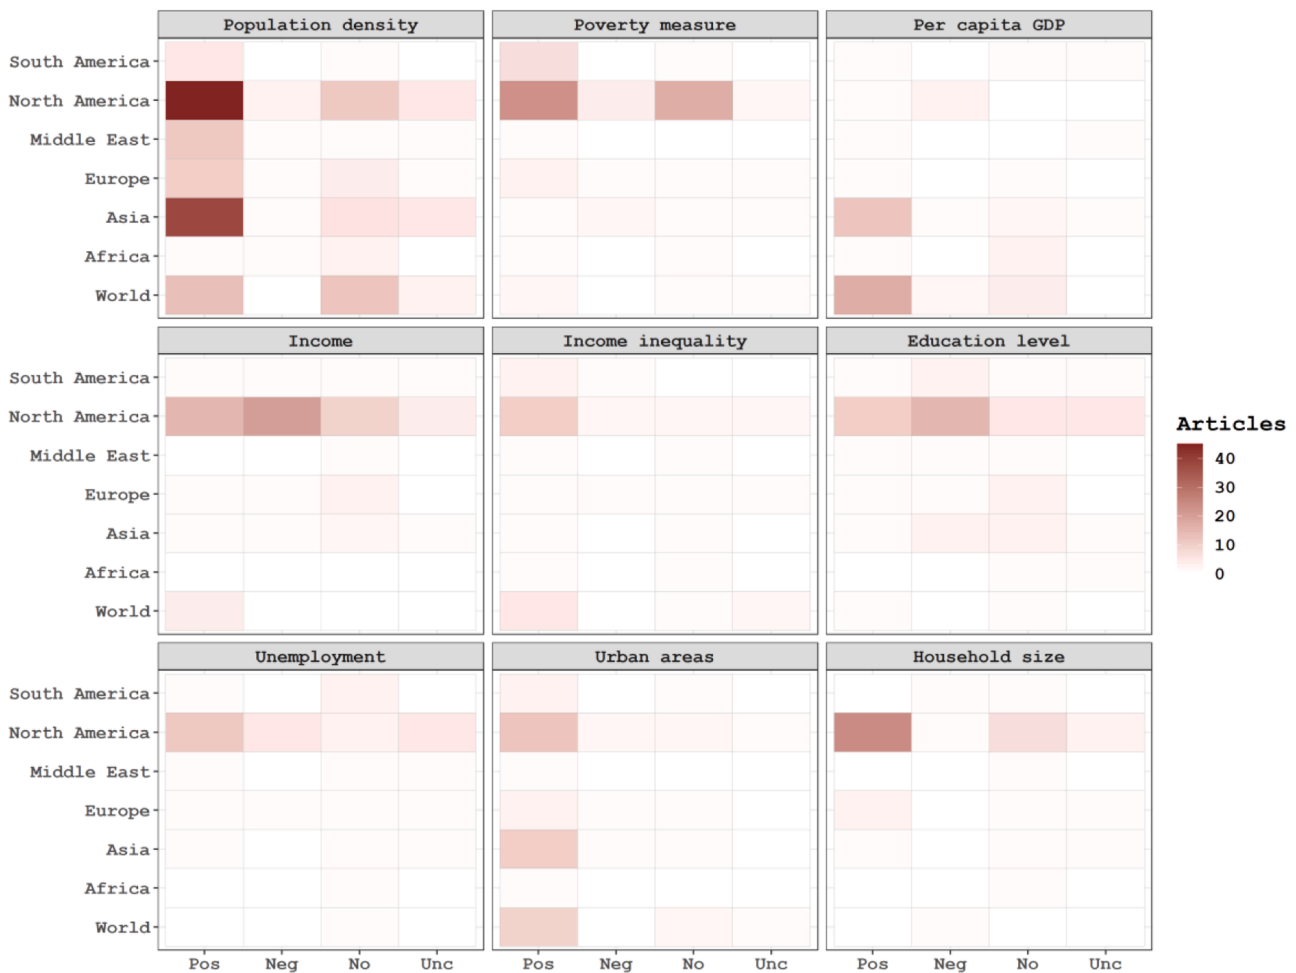 Population density Poverty measure Per capita GDP
South America
North America
Middle East
Europe
Asia
Africa
World
Income Income inequality Education level
South America
North America
Middle East
Europe
Asia
Africa
World
Articles
40
30
20
10
0
Unemployment Urban areas Household size
South America
North America
Middle East
Europe
Asia
Africa
World
Pos Neg No Unc Pos Neg No Unc Pos Neg No Unc